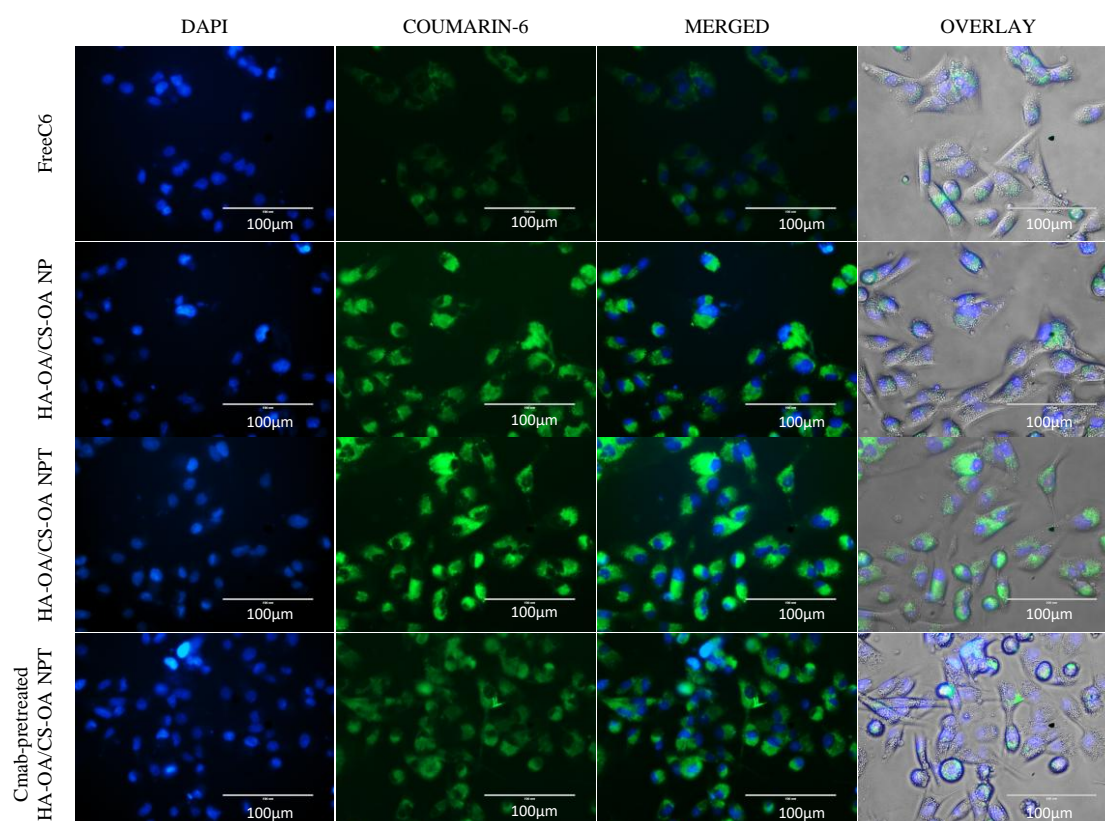 DAPI COUMARIN-6 MERGED OVERLAY
FreeC6
100µm 100µm 100µm 100µm
HA-OA/CS-OA NP
100µm 100µm 100µm 100µm
HA-OA/CS-OA NPT
100µm 100µm 100µm 100µm
Cmab-pretreated
HA-OA/CS-OA NPT
100µm 100µm 100µm 100µm